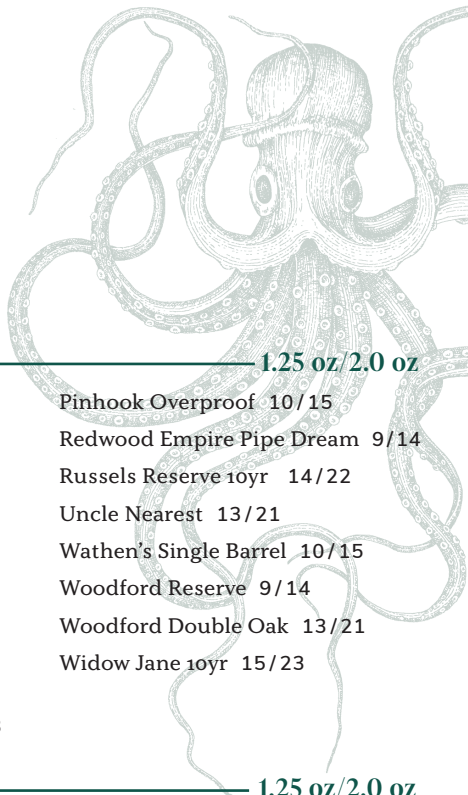 1.25 oz/2.0 oz
Pinhook Overproof 10/15
Redwood Empire Pipe Dream 9/14
Russels Reserve 10yr 14/22
Uncle Nearest 13/21
Wathen's Single Barrel 10/15
Woodford Reserve 9/14
Woodford Double Oak 13/21
Widow Jane 10yr 15/23
1.25 oz/2.0 oz